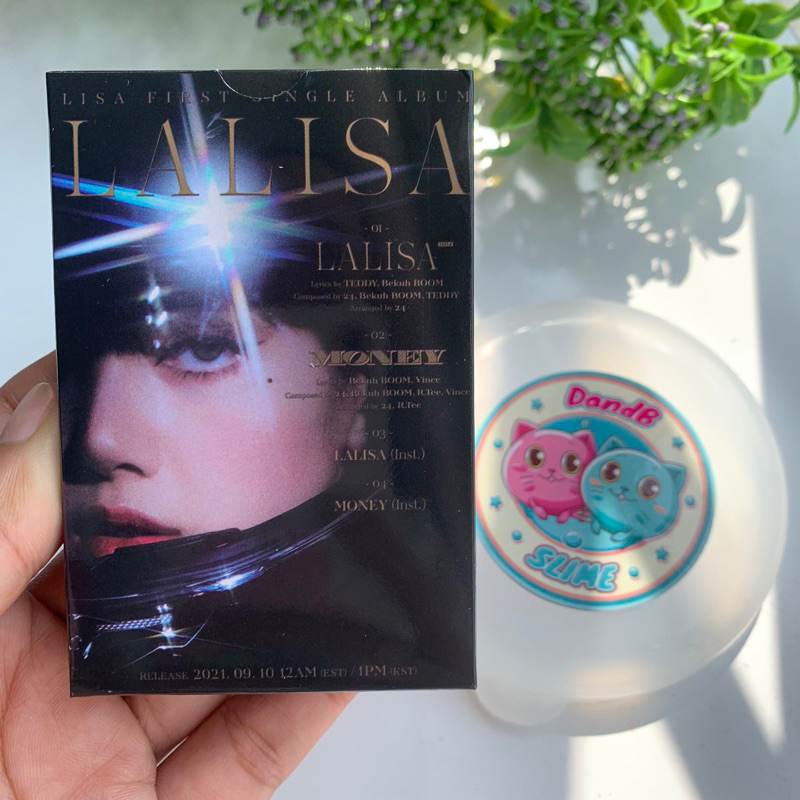 LISA FIRST SINGLE ALBUM
LALISA
- 01 -
LALISA
Lyrics by TEDDY, Bekuh BOOM
Composed by 24, Bekuh BOOM, TEDDY
Arranged by 24
- 02 -
MONEY
Lyrics by Bekuh BOOM, Vince
Composed by 24, Bekuh BOOM, R.Tee, Vince
Arranged by 24, R.Tee
- 03 -
LALISA (Inst.)
- 04 -
MONEY (Inst.)
RELEASE 2021. 09. 10 12AM (EST) / 1PM (KST)
DandB
SLIME